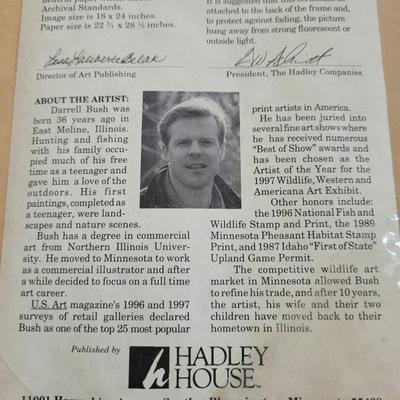 Archival Standards.
Image size is 18 x 24 inches.
Paper size is 22 ¾ x 28 ½ inches.
It is suggested that this
attached to the back of the frame and,
to protect against fading, the picture
hung away from strong fluorescent or
outside light.
Director of Art Publishing
President, The Hadley Companies
ABOUT THE ARTIST:
Darrell Bush was born
36 years ago in East Moline, Illinois.
Hunting and fishing
with his family occu-
pied much of his free
time as a teenager and
gave him a love of the
outdoors. His first
paintings, completed as
a teenager, were land-
scapes and nature scenes.
Bush has a degree in commercial
art from Northern Illinois Univer-
sity. He moved to Minnesota to work
as a commercial illustrator and after
a while decided to focus on a full time
art career.
U.S. Art magazine's 1996 and 1997
surveys of retail galleries declared
Bush as one of the top 25 most popular
print artists in America.
He has been juried into
several fine art shows where
he has received numerous
"Best of Show" awards and
has been chosen as the
Artist of the Year for the
1997 Wildlife, Western and
Americana Art Exhibit.
Other honors include:
the 1996 National Fish and
Wildlife Stamp and Print, the 1989
Minnesota Pheasant Habitat Stamp
Print, and 1987 Idaho "First of State"
Upland Game Permit.
The competitive wildlife art
market in Minnesota allowed Bush
to refine his trade, and after 10 years,
the artist, his wife and their two
children have moved back to their
hometown in Illinois.
Published by
h
HADLEY
HOUSE™